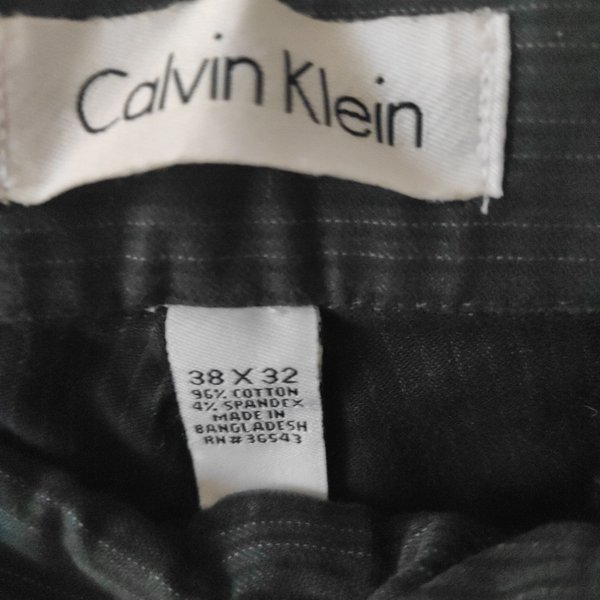 Calvin Klein
38 X 32
96% COTTON
4% SPANDEX
MADE IN
BANGLADESH
RN# 36543